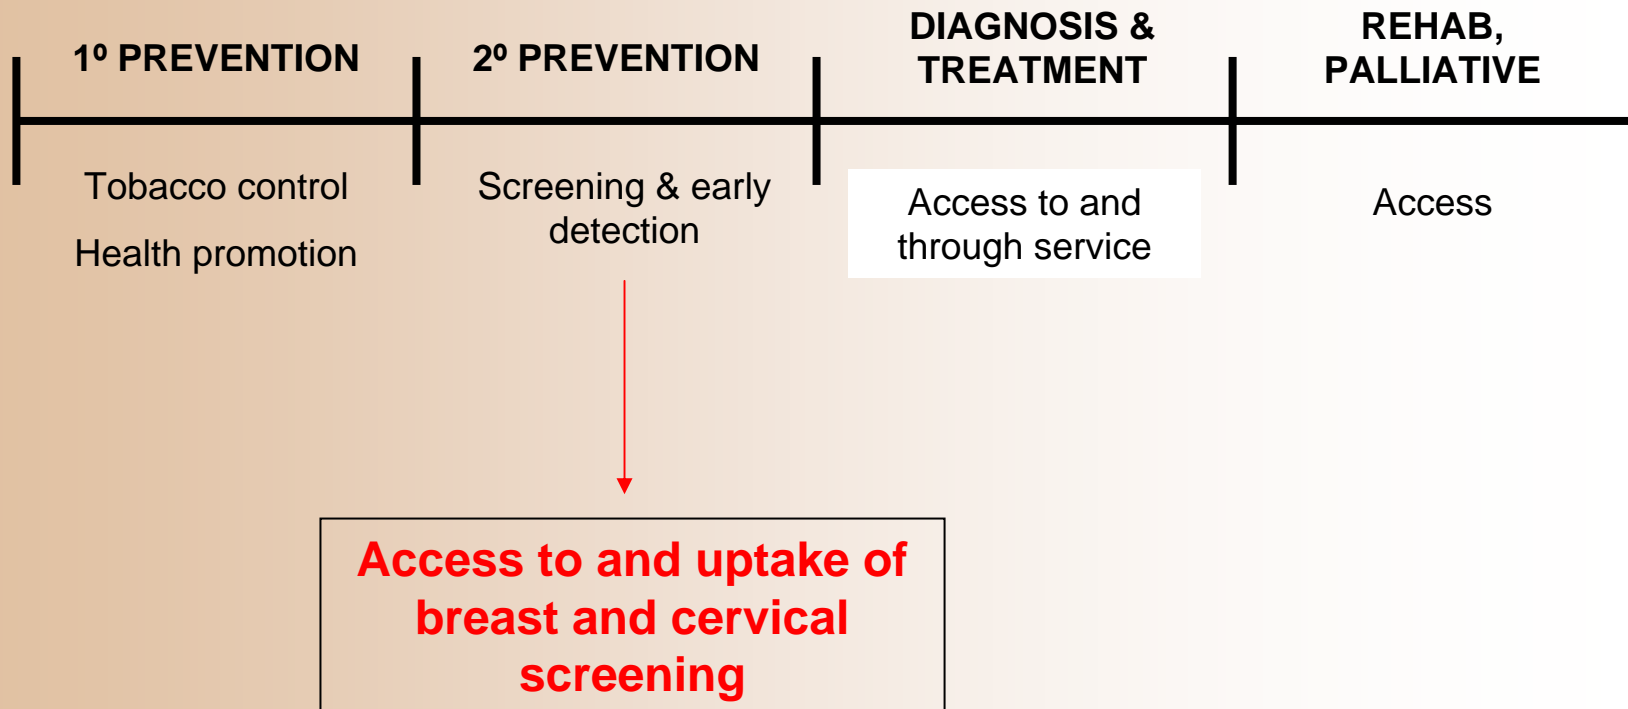 1º PREVENTION
2º PREVENTION
DIAGNOSIS &
TREATMENT
REHAB,
PALLIATIVE
Tobacco control
Health promotion
Screening & early
detection
Access to and
through service
Access
Access to and uptake of
breast and cervical
screening